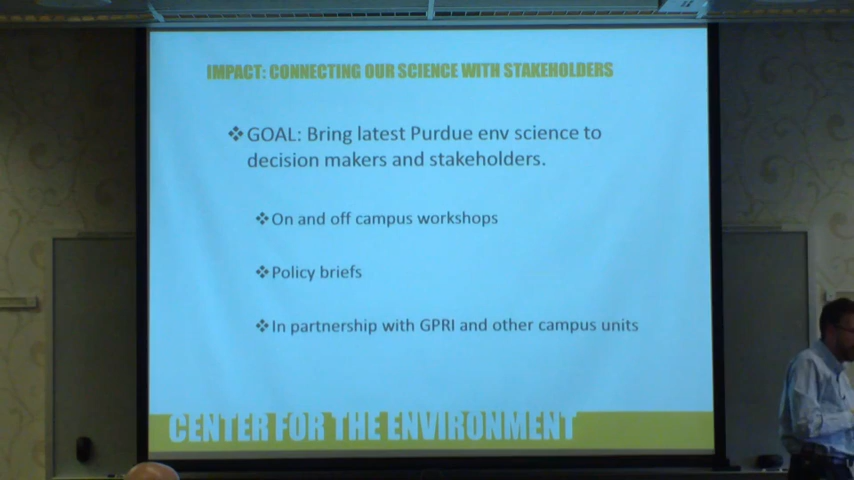 IMPACT: CONNECTING OUR SCIENCE WITH STAKEHOLDERS
❖GOAL: Bring latest Purdue env science to
decision makers and stakeholders.
❖On and off campus workshops
❖Policy briefs
❖In partnership with GPRI and other campus units
CENTER FOR THE ENVIRONMENT